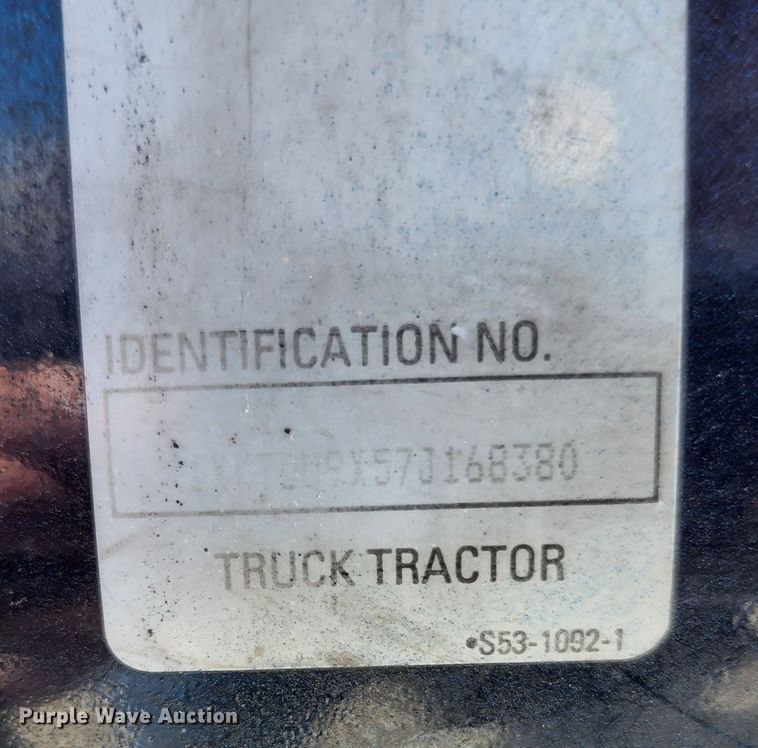 IDENTIFICATION NO.
TRUCK TRACTOR
•S53-1092-1
Purple Wave Auction